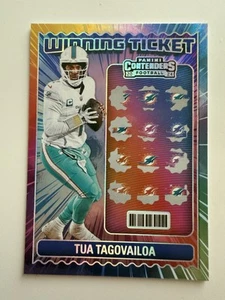 WINNING TICKET
PANINI
CONTENDERS
FOOTBALL
TUA TAGOVAILOA